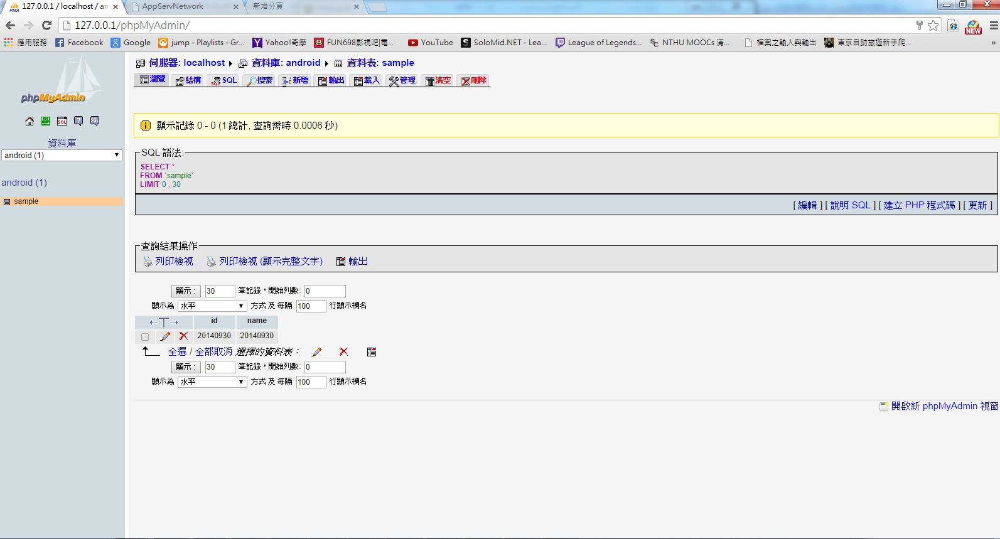 127.0.0.1 / localhost / an
AppServNetwork
新增分頁
127.0.0.1/phpMyAdmin/
NEW
應用服務 Facebook Google jump - Playlists - Gr... Yahoo!奇摩 FUN698影視吧|電... YouTube SoloMid.NET - Lea... League of Legends... NTHU MOOCs 清... 檔案之輸入與輸出 東京自助旅遊新手爬... »
phpMyAdmin
資料庫
android (1)
android (1)
sample
伺服器: localhost ▸ 資料庫: android ▸ 資料表: sample
瀏覽 結構 SQL 搜索 新增 輸出 載入 管理 清空 刪除
顯示記錄 0 - 0 (1 總計, 查詢需時 0.0006 秒)
SQL 語法:
SELECT *
FROM `sample`
LIMIT 0 , 30
[ 編輯 ] [ 說明 SQL ] [ 建立 PHP 程式碼 ] [ 更新 ]
查詢結果操作
列印檢視 列印檢視 (顯示完整文字) 輸出
顯示 : 30 筆記錄，開始列數: 0
顯示為 水平 方式 及 每隔 100 行顯示欄名
←T→ id name
20140930 20140930
全選 / 全部取消 選擇的資料表：
顯示 : 30 筆記錄，開始列數: 0
顯示為 水平 方式 及 每隔 100 行顯示欄名
開啟新 phpMyAdmin 視窗